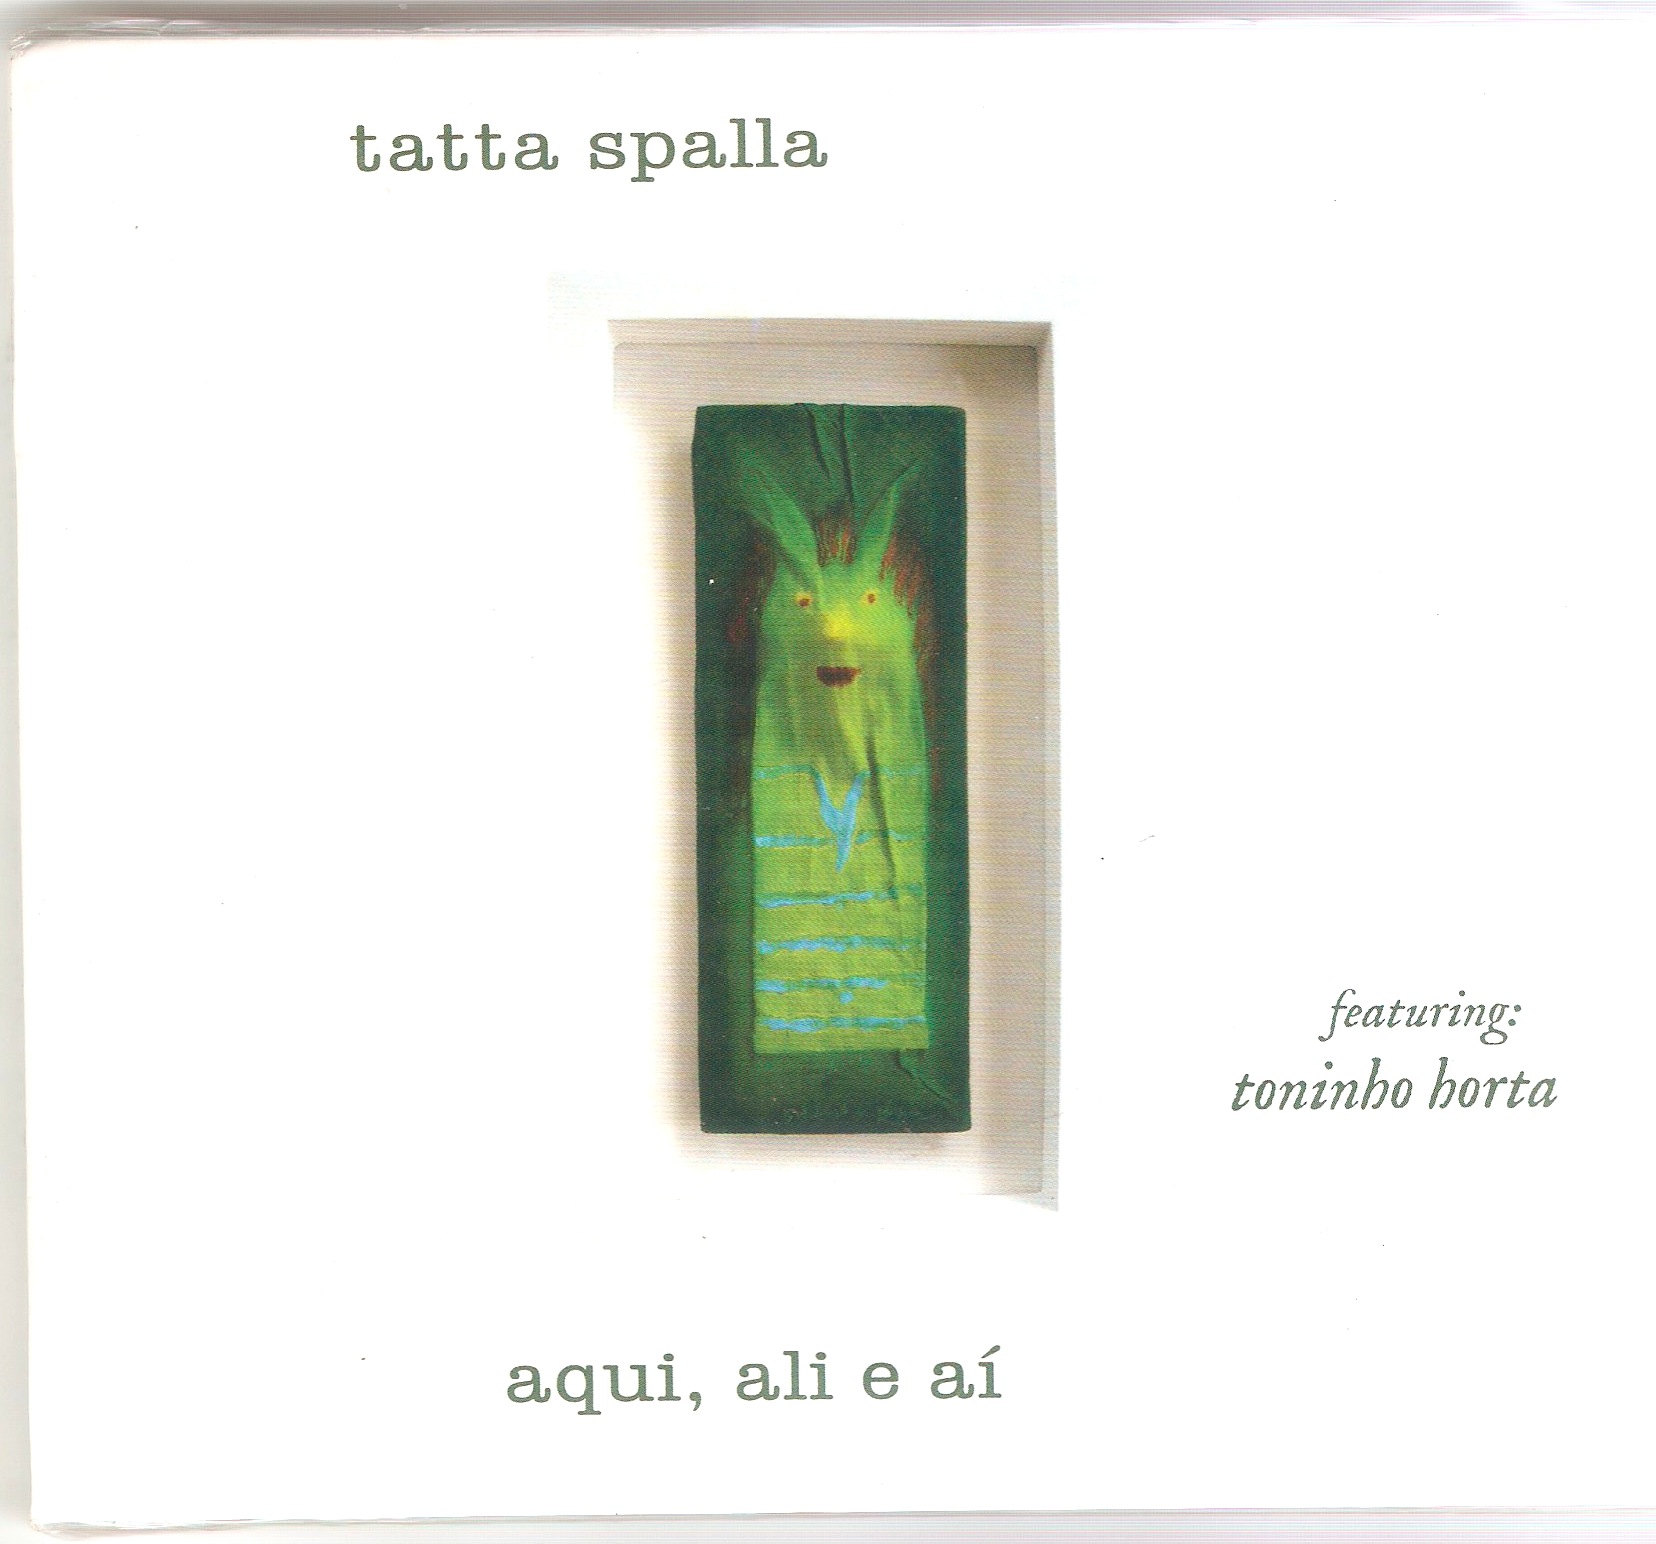 tatta spalla
featuring:
toninho horta
aqui, ali e aí